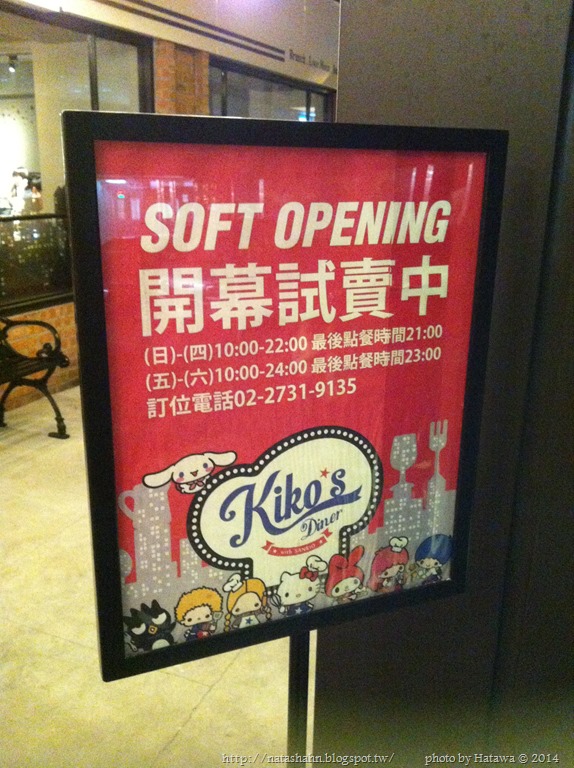 SOFT OPENING
開幕試賣中
(日)-(四)10:00-22:00 最後點餐時間21:00
(五)-(六)10:00-24:00 最後點餐時間23:00
訂位電話02-2731-9135
Kiko's
Diner
WITH SANRIO
http://natashann.blogspot.tw/ photo by Hatawa © 2014